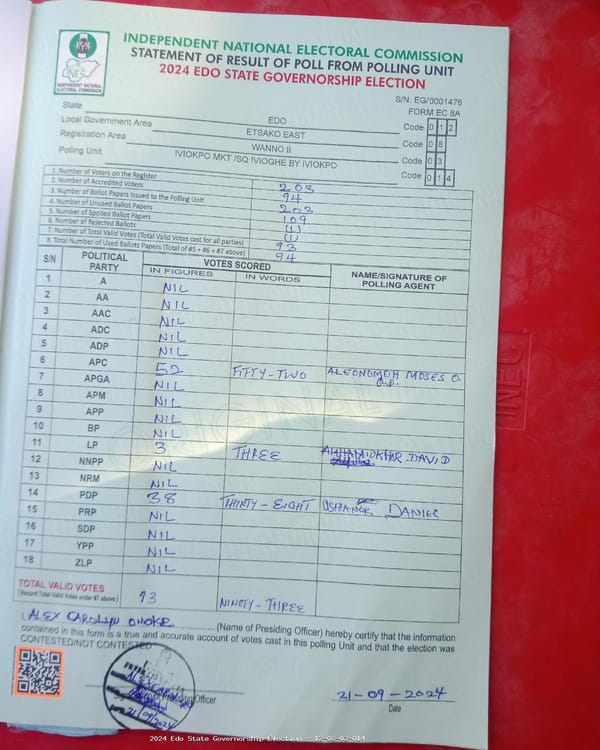 INDEPENDENT NATIONAL ELECTORAL COMMISSION
STATEMENT OF RESULT OF POLL FROM POLLING UNIT
2024 EDO STATE GOVERNORSHIP ELECTION
INDEPENDENT NATIONAL ELECTORAL COMMISSION
S/N: EG/0001476
FORM EC 8A
State EDO Code 0 1 2
Local Government Area ETSAKO EAST Code 0 8
Registration Area WANNO II Code 0 3
Polling Unit IVIOKPO MKT /SQ IVIOGHE BY IVIOKPO Code 0 1 4
1. Number of Voters on the Register 203
2. Number of Accredited Voters 94
3. Number of Ballot Papers Issued to the Polling Unit 203
4. Number of Unused Ballot Papers 109
5. Number of Spoiled Ballot Papers (1)
6. Number of Rejected Ballots (1)
7. Number of Total Valid Votes (Total Valid Votes cast for all parties) 93
8. Total Number of Used Ballots Papers (Total of #5 + #6 + #7 above) 94
S/N POLITICAL PARTY VOTES SCORED NAME/SIGNATURE OF POLLING AGENT
IN FIGURES IN WORDS
1 A NIL
2 AA NIL
3 AAC NIL
4 ADC NIL
5 ADP NIL
6 APC 52 FIFTY-TWO ALEONOMOH MOSES O.
7 APGA NIL
8 APM NIL
9 APP NIL
10 BP NIL
11 LP 3 THREE DAVID
12 NNPP NIL
13 NRM NIL
14 PDP 38 THIRTY-EIGHT DANIEL
15 PRP NIL
16 SDP NIL
17 YPP NIL
18 ZLP NIL
TOTAL VALID VOTES 93 NINETY-THREE
(Record Total Valid Votes under #7 above)
I, ALEX CAROLYN OMOKE (Name of Presiding Officer) hereby certify that the information
contained in this form is a true and accurate account of votes cast in this polling Unit and that the election was
CONTESTED/NOT CONTESTED
Presiding Officer
21/09/2024
21-09-2024
Date
ORIGINAL
INEC
2024 Edo State Governorship Election - 12_08_03_014